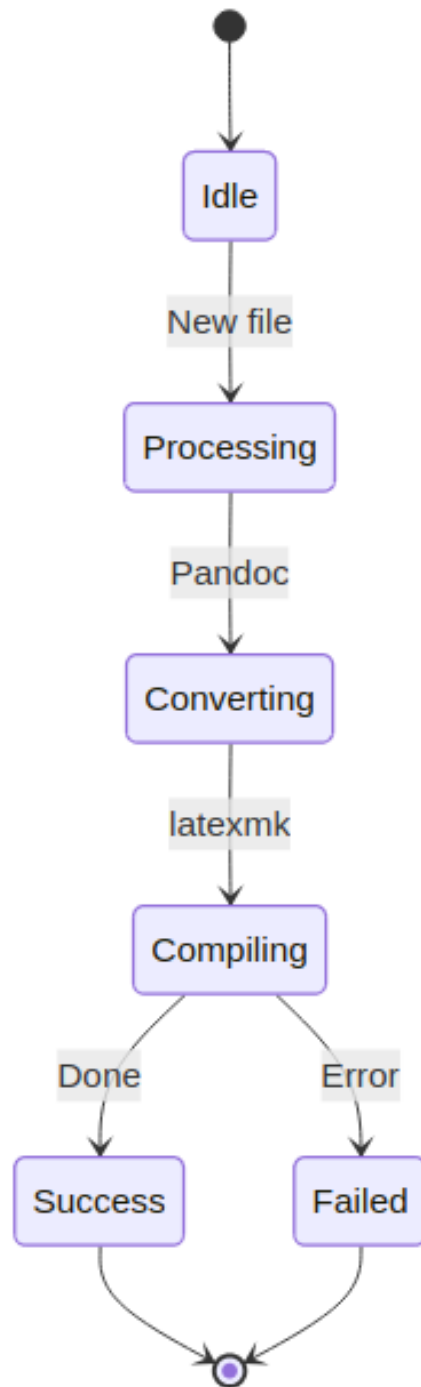 Idle
New file
Processing
Pandoc
Converting
latexmk
Compiling
Done
Error
Success
Failed